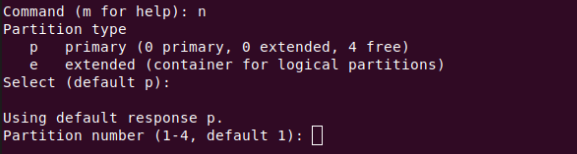 Command (m for help): n
Partition type
   p   primary (0 primary, 0 extended, 4 free)
   e   extended (container for logical partitions)
Select (default p):

Using default response p.
Partition number (1-4, default 1):